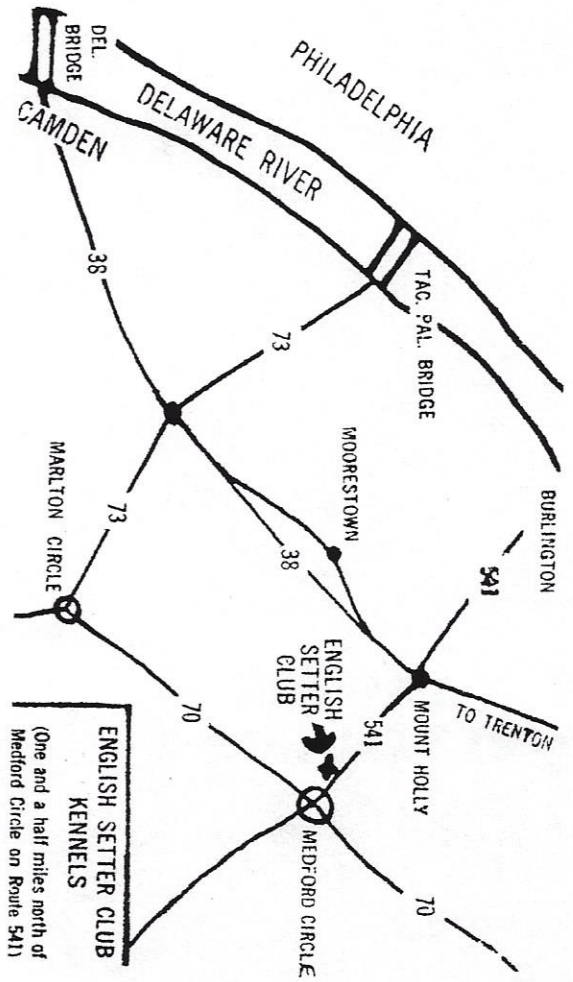 PHILADELPHIA
DEL.
BRIDGE
DELAWARE RIVER
CAMDEN
TAC. PAL. BRIDGE
38
73
BURLINGTON
541
MOORESTOWN
38
73
MARLTON CIRCLE
MOUNT HOLLY
TO TRENTON
541
ENGLISH
SETTER
CLUB
70
MEDFORD CIRCLE
70
ENGLISH SETTER CLUB
KENNELS
(One and a half miles north of
Medford Circle on Route 541)